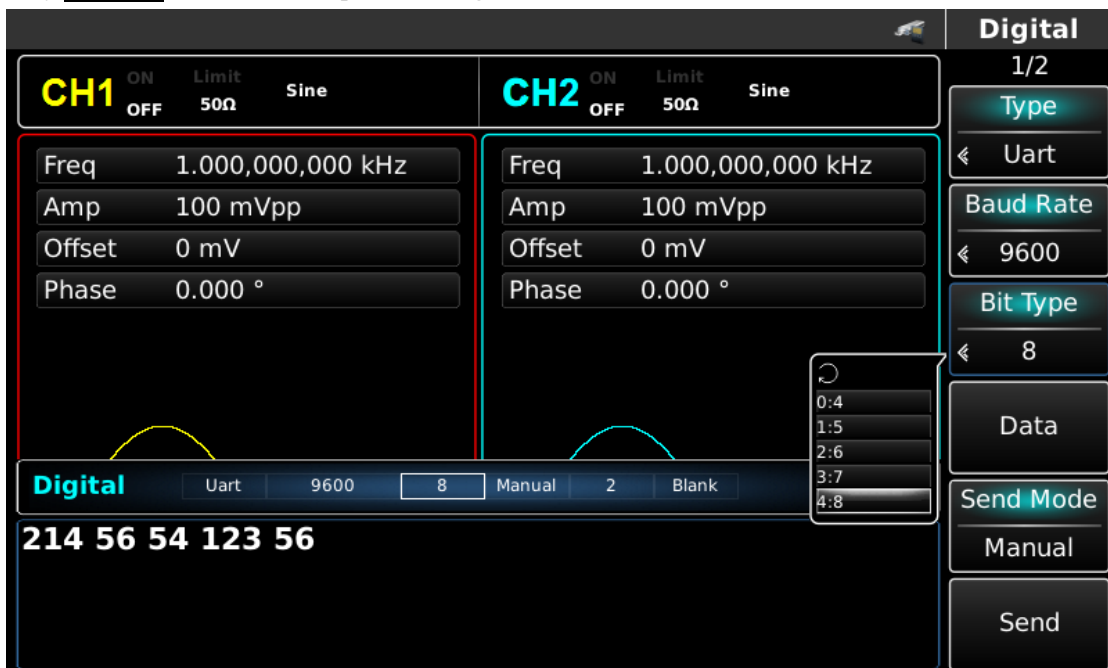 Digital
1/2
CH1 ON OFF Limit 50Ω Sine
CH2 ON OFF Limit 50Ω Sine
Freq 1.000,000,000 kHz
Amp 100 mVpp
Offset 0 mV
Phase 0.000 °
Freq 1.000,000,000 kHz
Amp 100 mVpp
Offset 0 mV
Phase 0.000 °
0:4
1:5
2:6
3:7
4:8
Digital Uart 9600 8 Manual 2 Blank
214 56 54 123 56
Type
Uart
Baud Rate
9600
Bit Type
8
Data
Send Mode
Manual
Send